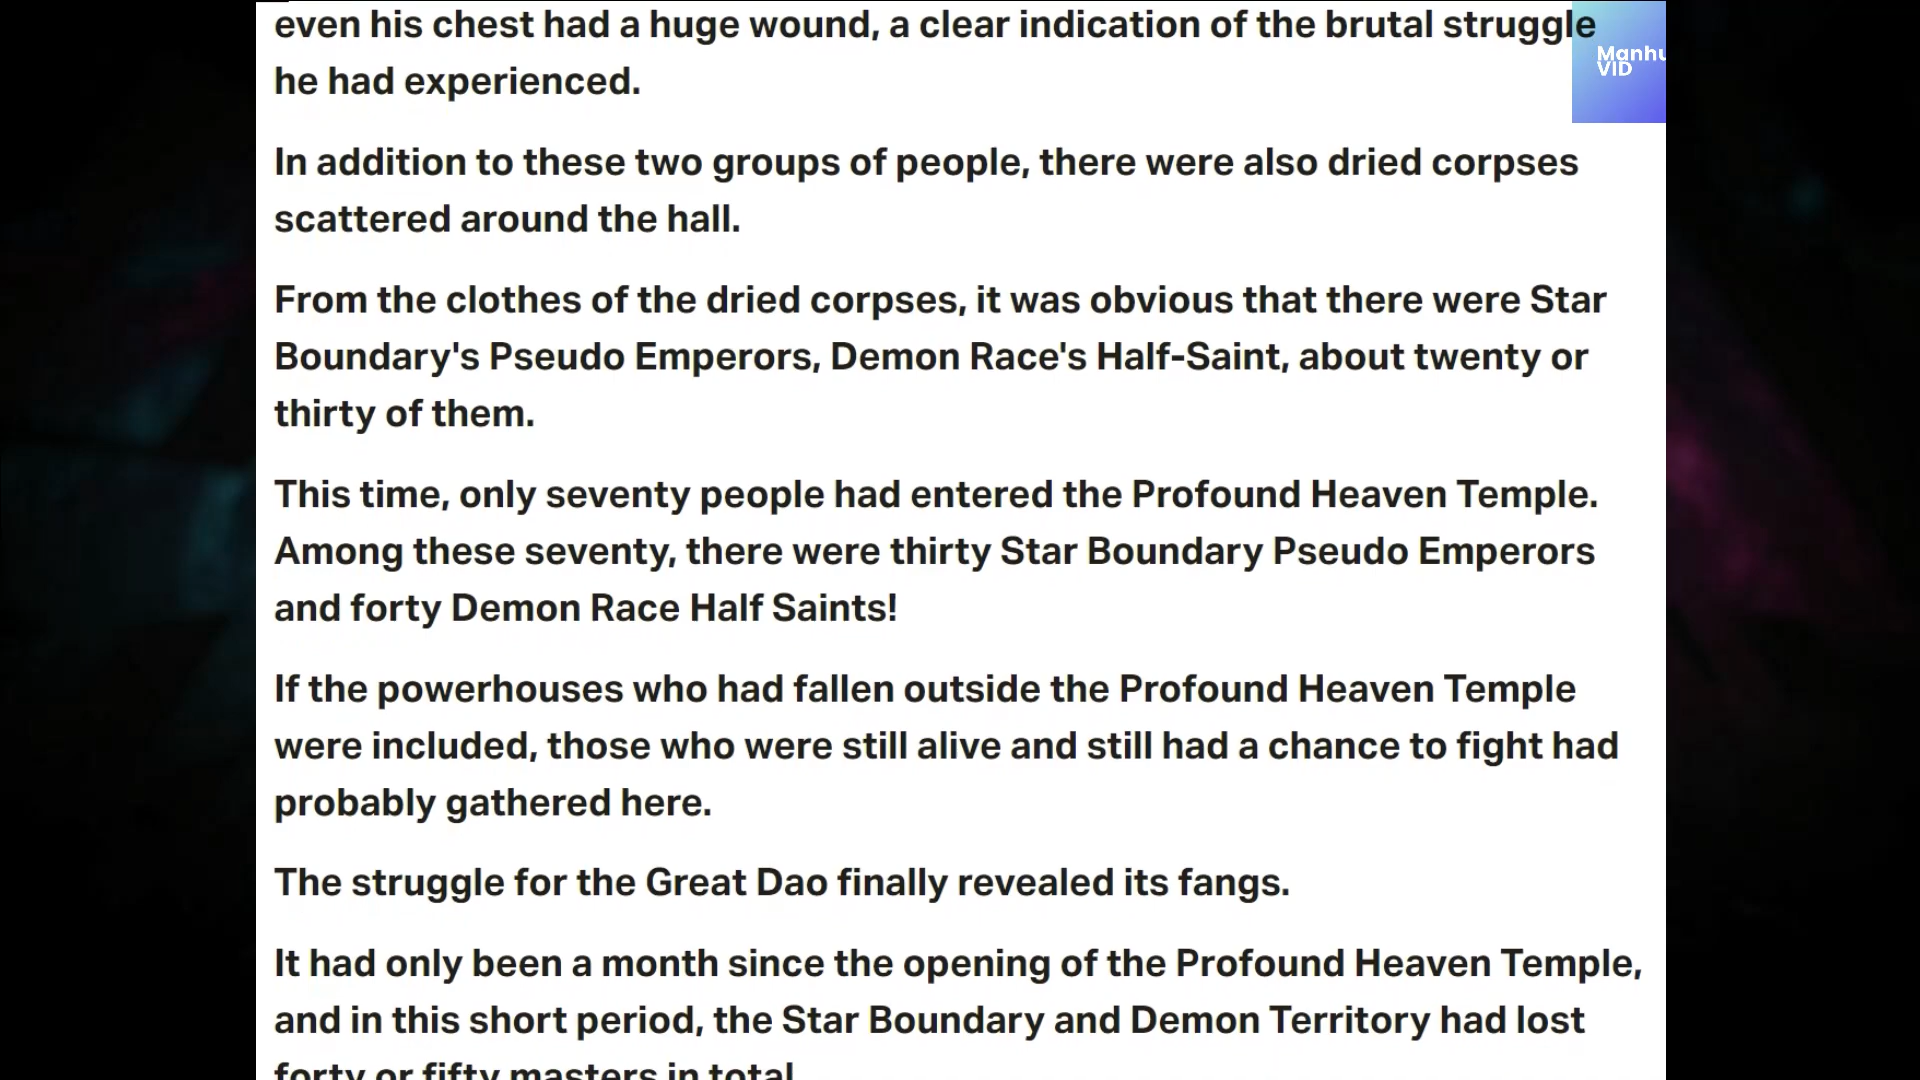 even his chest had a huge wound, a clear indication of the brutal struggle
he had experienced.
Manhu
VID
In addition to these two groups of people, there were also dried corpses
scattered around the hall.
From the clothes of the dried corpses, it was obvious that there were Star
Boundary's Pseudo Emperors, Demon Race's Half-Saint, about twenty or
thirty of them.
This time, only seventy people had entered the Profound Heaven Temple.
Among these seventy, there were thirty Star Boundary Pseudo Emperors
and forty Demon Race Half Saints!
If the powerhouses who had fallen outside the Profound Heaven Temple
were included, those who were still alive and still had a chance to fight had
probably gathered here.
The struggle for the Great Dao finally revealed its fangs.
It had only been a month since the opening of the Profound Heaven Temple,
and in this short period, the Star Boundary and Demon Territory had lost
forty or fifty masters in total